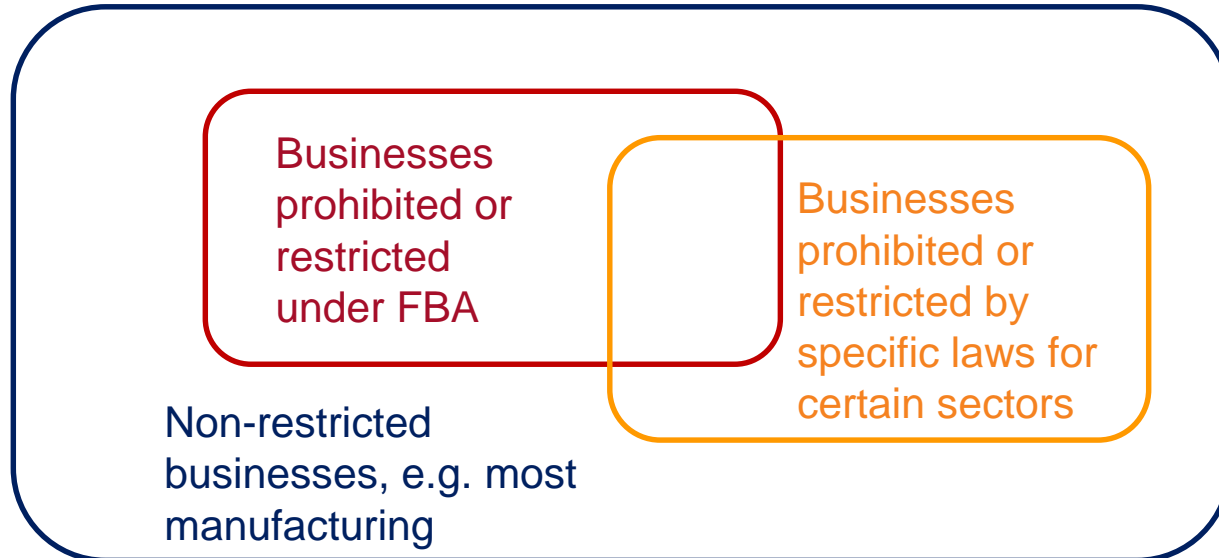 Businesses
prohibited or
restricted
under FBA
Businesses
prohibited or
restricted by
specific laws for
certain sectors
Non-restricted
businesses, e.g. most
manufacturing